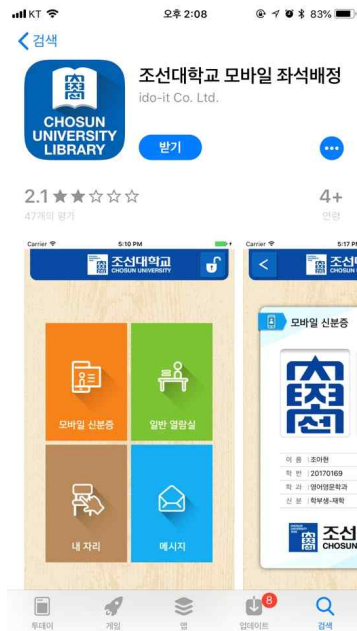 KT 오후 2:08 83%
검색
조선대학교 모바일 좌석배정
ido-it Co. Ltd.
CHOSUN
UNIVERSITY
LIBRARY
받기
2.1★★☆☆☆ 4+
47개의 평가 연령
Carrier 5:10 PM
조선대학교
CHOSUN UNIVERSITY
모바일 신분증 일반 열람실
내 자리 메시지
Carrier 5:17 PM
조선
CHOSUN
모바일 신분증
이 름 조아현
학 번 20170169
학 과 영어영문학과
신 분 학부생-재학
조선
CHOSUN
투데이 게임 앱 업데이트 8 검색